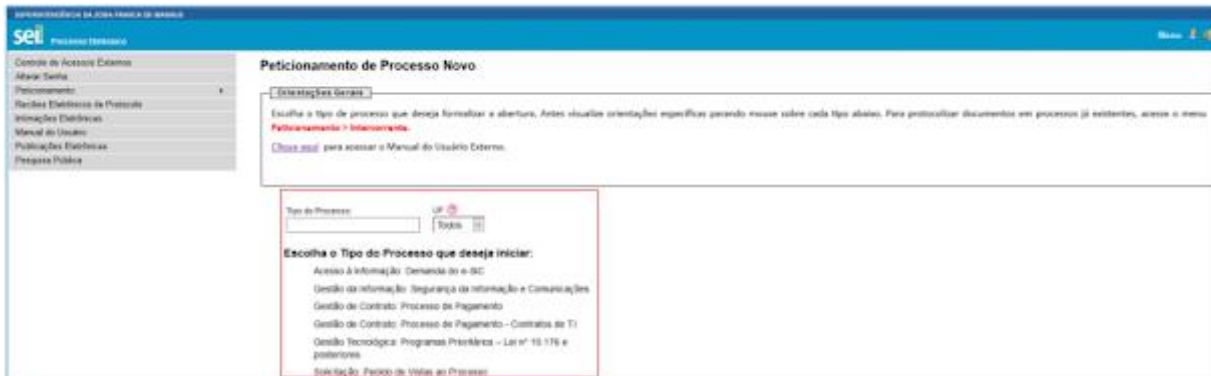 SUPERINTENDÊNCIA DA ZONA FRANCA DE MANAUS
sei
Processo Eletrônico
Menu
Controle de Acessos Externos
Alterar Senha
Peticionamento
Recibos Eletrônicos de Protocolo
Intimações Eletrônicas
Manual do Usuário
Publicações Eletrônicas
Pesquisa Pública
Peticionamento de Processo Novo
Orientações Gerais
Escolha o tipo de processo que deseja formalizar a abertura. Antes visualize orientações específicas parando mouse sobre cada tipo abaixo. Para protocolizar documentos em processos já existentes, acesse o menu
Peticionamento > Intercorrente.
Clique aqui para acessar o Manual do Usuário Externo.
Tipo do Processo:
UF
Todos
Escolha o Tipo do Processo que deseja iniciar:
Acesso à Informação: Demanda do e-SIC
Gestão da Informação: Segurança da Informação e Comunicações
Gestão de Contrato: Processo de Pagamento
Gestão de Contrato: Processo de Pagamento - Contratos de TI
Gestão Tecnológica: Programas Prioritários – Lei nº 10.176 e
posteriores
Solicitação: Pedido de Vistas ao Processo